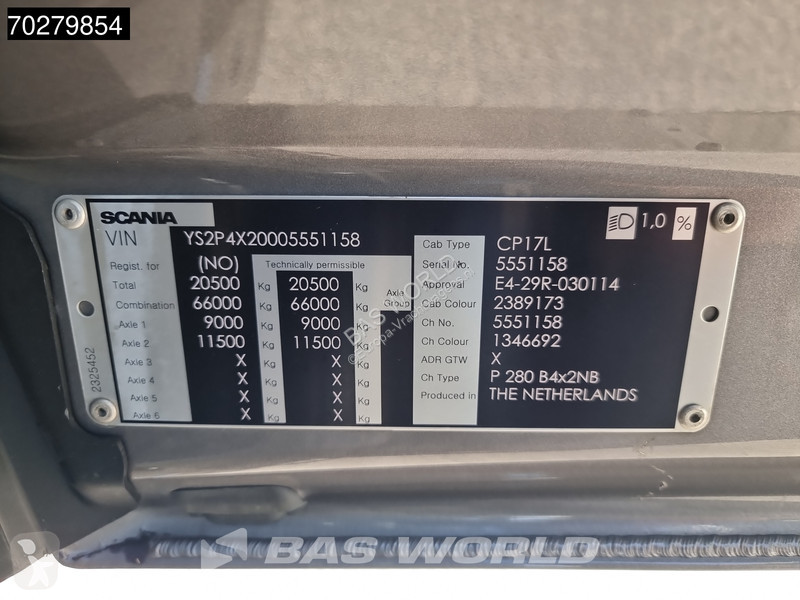 70279854
SCANIA
1,0 %
VIN YS2P4X20005551158
Regist. for (NO) Technically permissible
Total 20500 Kg 20500 Kg Axle Group
Combination 66000 Kg 66000 Kg
Axle 1 9000 Kg 9000 Kg
Axle 2 11500 Kg 11500 Kg
Axle 3 X Kg X Kg
Axle 4 X Kg X Kg
Axle 5 X Kg X Kg
Axle 6 X Kg X Kg
Cab Type CP17L
Serial No. 5551158
Approval E4-29R-030114
Cab Colour 2389173
Ch No. 5551158
Ch Colour 1346692
ADR GTW X
Ch Type P 280 B4x2NB
Produced in THE NETHERLANDS
2325452
BAS WORLD
BAS WORLD